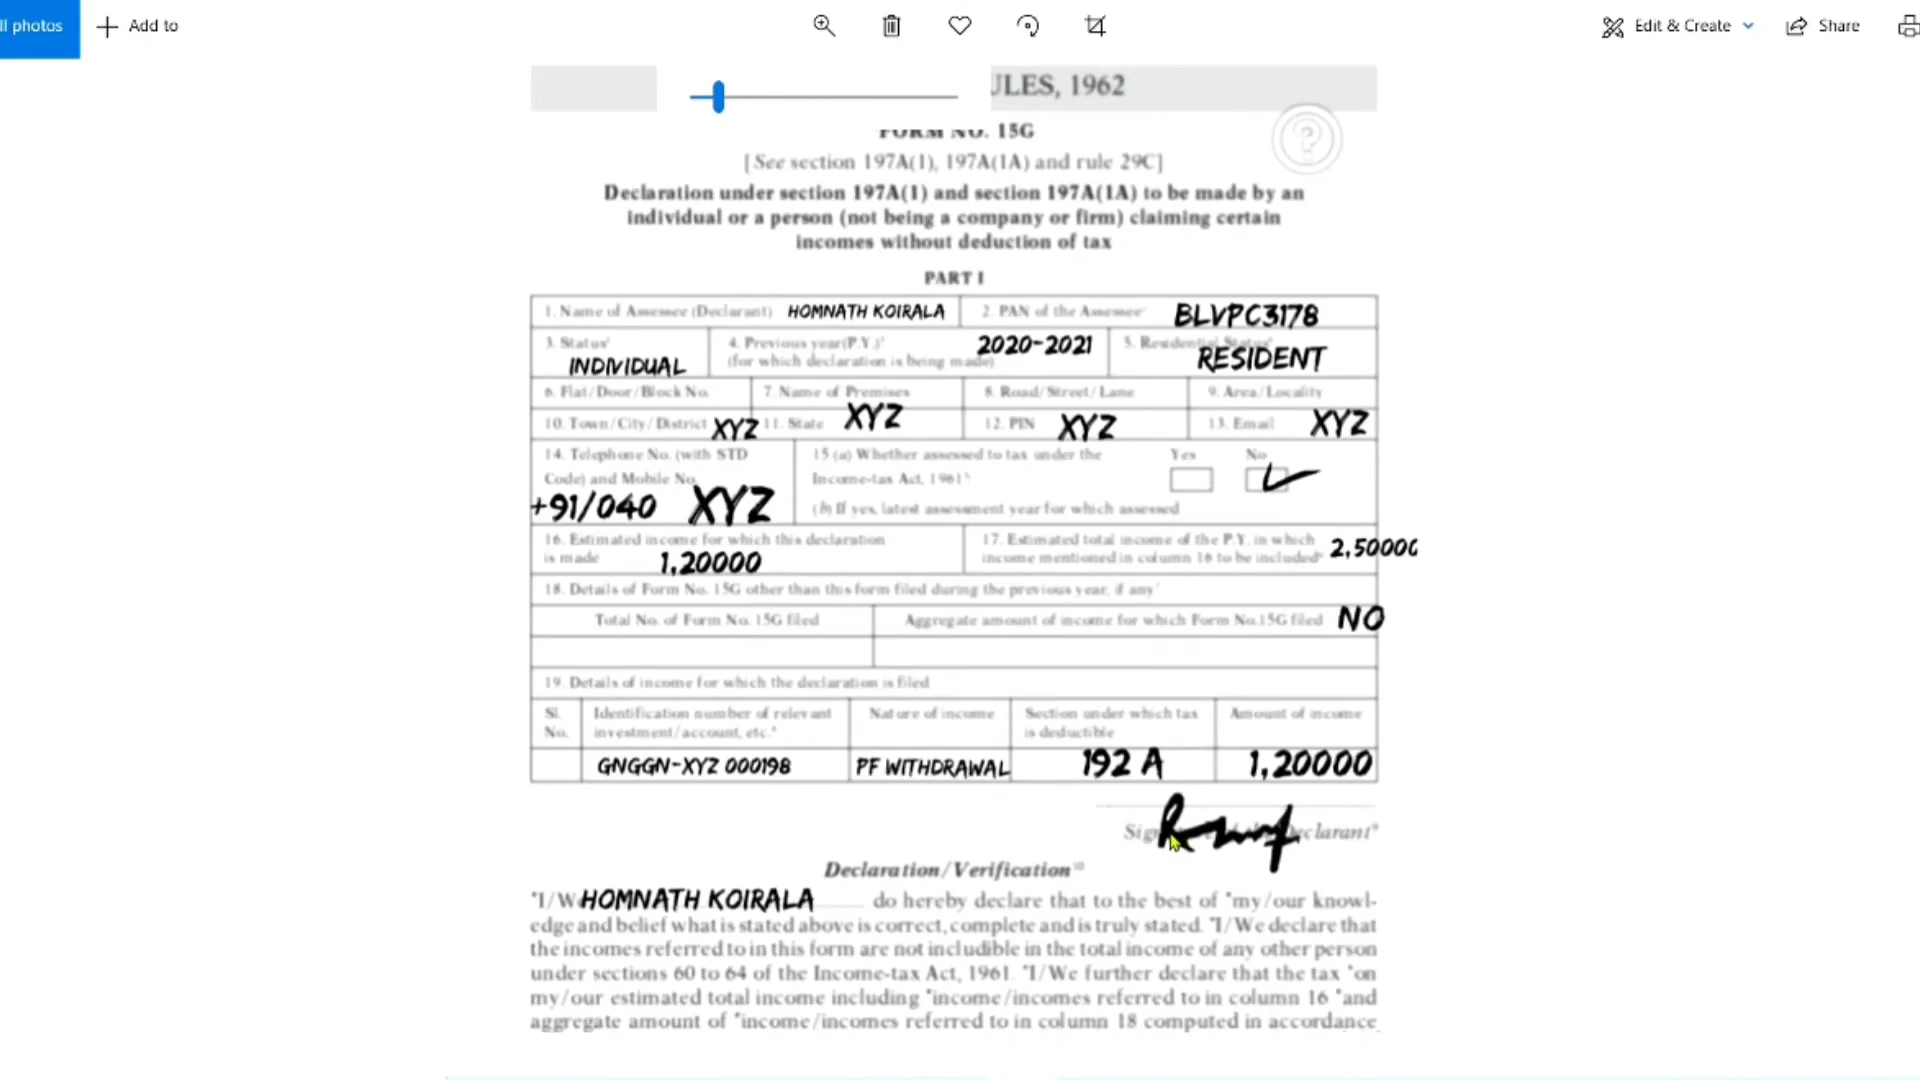 ll photos Add to Edit & Create Share
ULES, 1962
FORM NO. 15G
[See section 197A(1), 197A(1A) and rule 29C]
Declaration under section 197A(1) and section 197A(1A) to be made by an
individual or a person (not being a company or firm) claiming certain
incomes without deduction of tax
PART I
1. Name of Assessee (Declarant) HOMNATH KOIRALA 2. PAN of the Assessee BLVPC3178
3. Status 4. Previous year(P.Y.) 2020-2021 5. Residential Status
INDIVIDUAL (for which declaration is being made) RESIDENT
6. Flat/Door/Block No. 7. Name of Premises 8. Road/Street/Lane 9. Area/Locality
10. Town/City/District XYZ 11. State XYZ 12. PIN XYZ 13. Email XYZ
14. Telephone No. (with STD 15 (a) Whether assessed to tax under the Yes No
Code) and Mobile No. Income-tax Act, 1961:
+91/040 XYZ (b) If yes, latest assessment year for which assessed
16. Estimated income for which this declaration 17. Estimated total income of the P.Y. in which 2,50000
is made 1,20000 income mentioned in column 16 to be included
18. Details of Form No. 15G other than this form filed during the previous year, if any
Total No. of Form No. 15G filed Aggregate amount of income for which Form No.15G filed NO
19. Details of income for which the declaration is filed
Sl. Identification number of relevant Nature of income Section under which tax Amount of income
No. investment/account, etc. is deductible
GNGGN-XYZ 000198 PF WITHDRAWAL 192 A 1,20000
Signature of the Declarant
Declaration/Verification
*I/We HOMNATH KOIRALA do hereby declare that to the best of *my/our knowl-
edge and belief what is stated above is correct, complete and is truly stated. *I/We declare that
the incomes referred to in this form are not includible in the total income of any other person
under sections 60 to 64 of the Income-tax Act, 1961. *I/We further declare that the tax *on
my/our estimated total income including *income/incomes referred to in column 16 *and
aggregate amount of *income/incomes referred to in column 18 computed in accordance